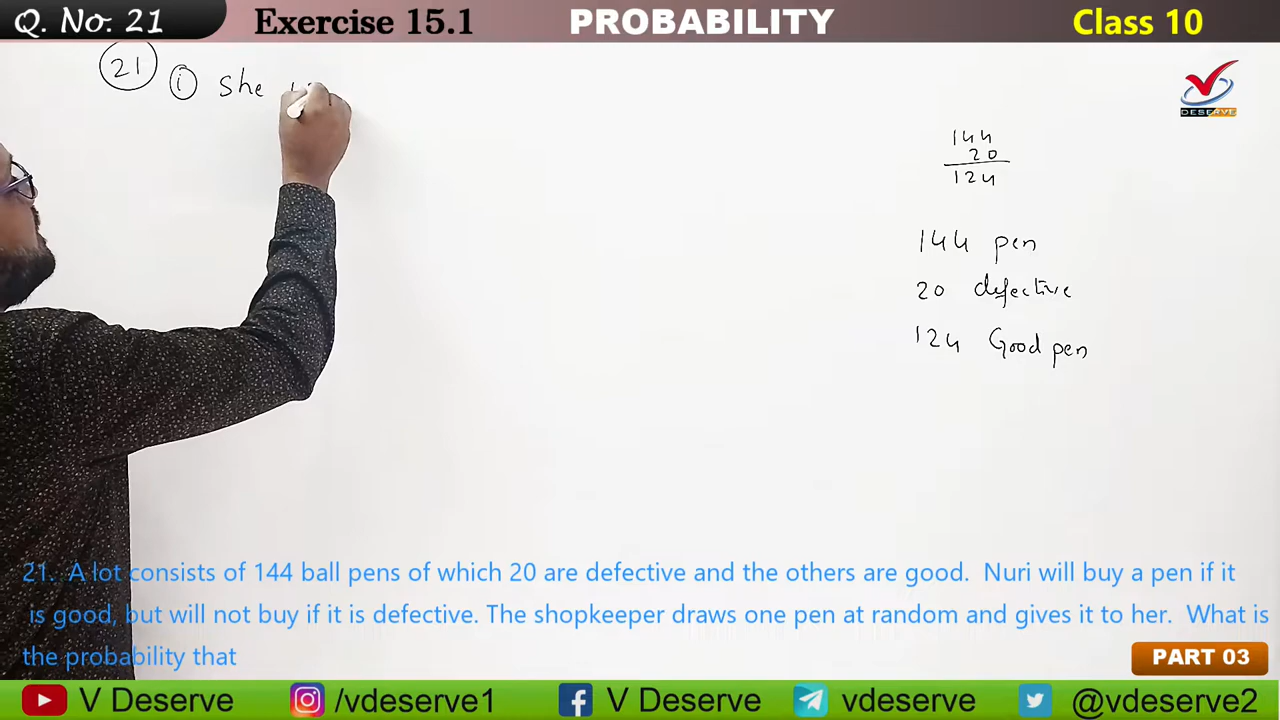 Q. No. 21
Exercise 15.1
PROBABILITY
Class 10
21
i She
DESERVE
144
20
124
144 pen
20 defective
124 Good pen
21. A lot consists of 144 ball pens of which 20 are defective and the others are good. Nuri will buy a pen if it
is good, but will not buy if it is defective. The shopkeeper draws one pen at random and gives it to her. What is
the probability that
PART 03
V Deserve
/vdeserve1
V Deserve
vdeserve
@vdeserve2